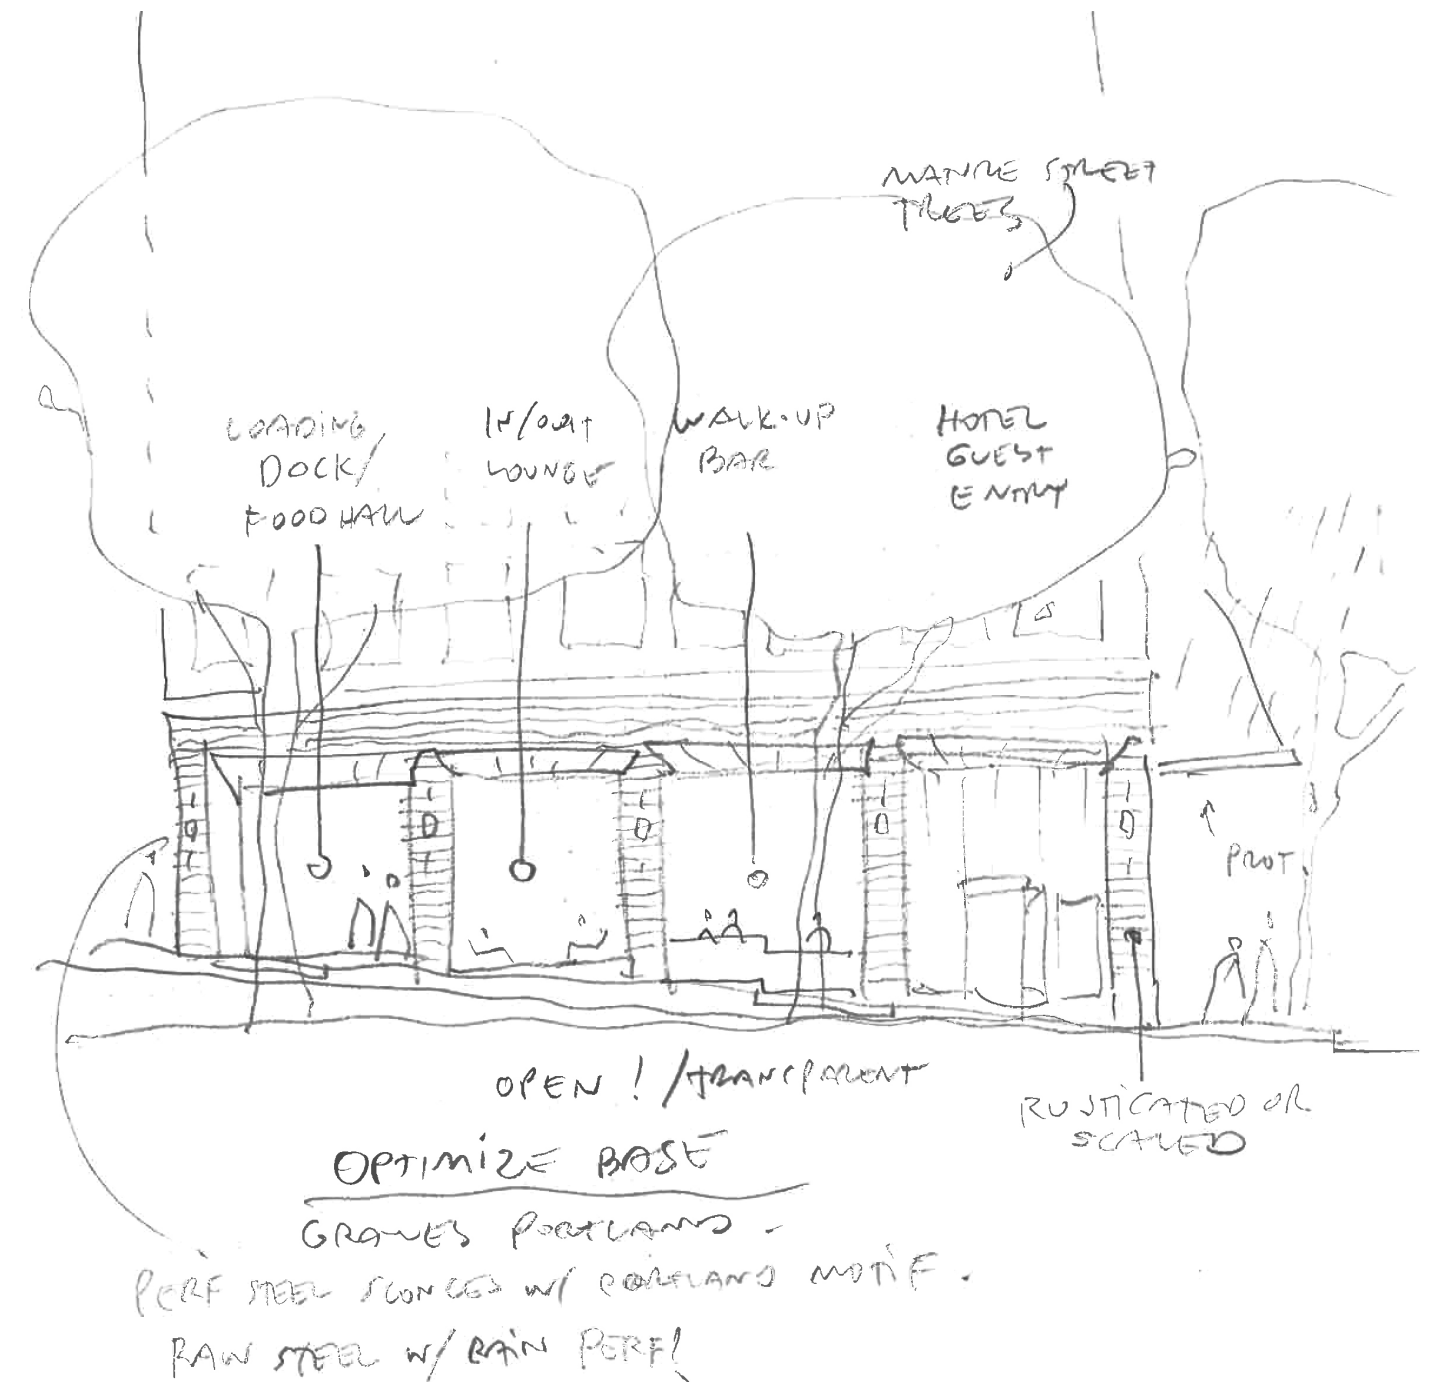 MATURE STREET
TREES
LOADING
DOCK/
FOOD HALL
IN/OUT
LOUNGE
WALK-UP
BAR
HOTEL
GUEST
ENTRY
PROT.
OPEN! / TRANSPARENT
RUSTICATED OR
SCALED
OPTIMIZE BASE
GRAVES PORTLAND.
PERF STEEL SCONCES W/ PORTLAND MOTIF.
RAW STEEL W/ RAIN PERF!